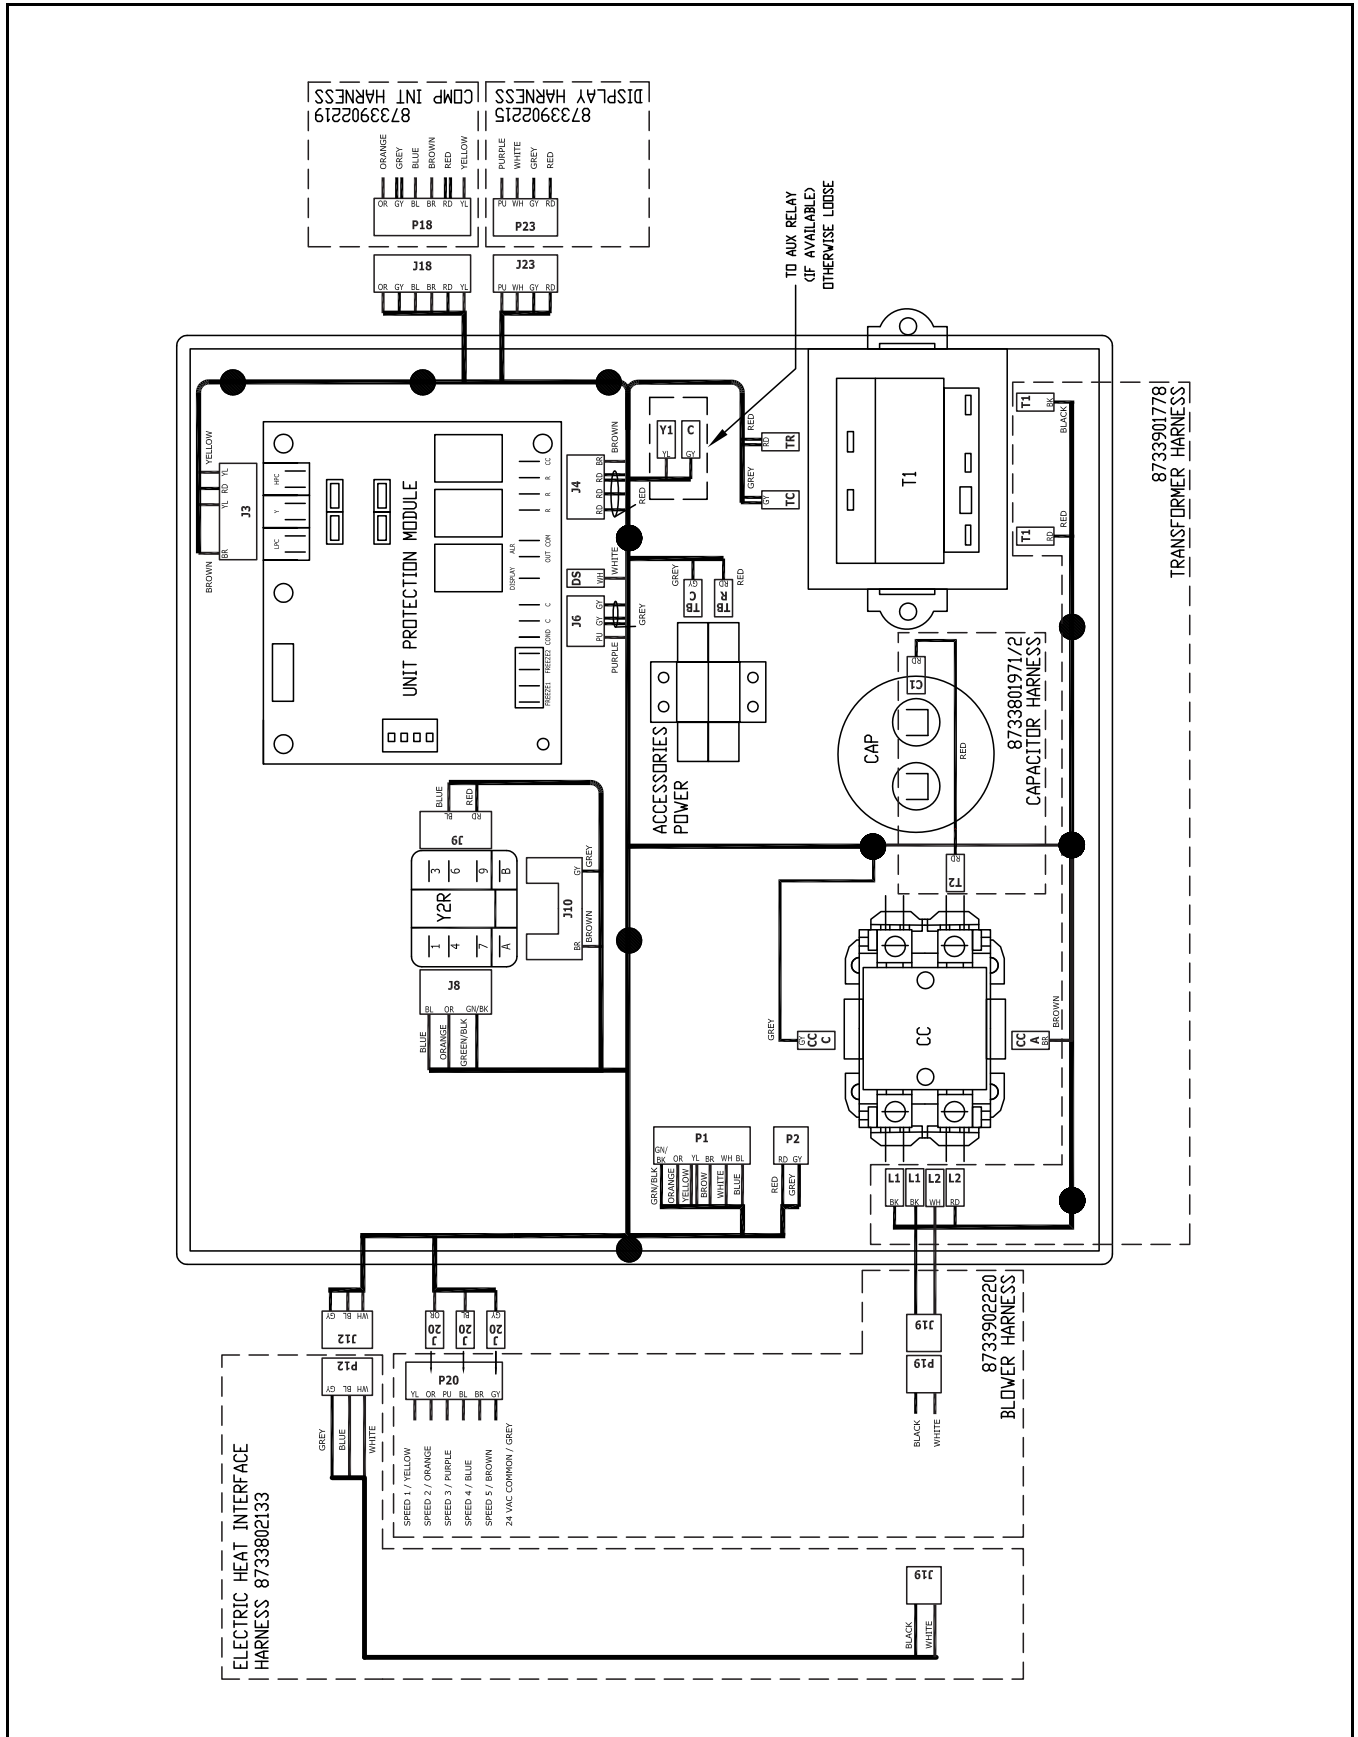 COMP INT HARNESS
8733902219
DISPLAY HARNESS
8733902215
ORANGE
GREY
BLUE
BROWN
RED
YELLOW
PURPLE
WHITE
GREY
RED
OR GY BL BR RD YL
P18
PU WH GY RD
P23
J18
OR GY BL BR RD YL
J23
PU WH GY RD
TO AUX RELAY
(IF AVAILABLE)
OTHERWISE LOOSE
YELLOW
BROWN
YL
RD
YL
BR
J3
HPC
Y
LPC
UNIT PROTECTION MODULE
CC
R
R
R
ALR
OUT COM
DISPLAY
C
C
COND
FREEZE2
FREEZE1
J4
BR
RD
RD
RD
BROWN
RED
DS
WH
WHITE
J6
GY
GY
PU
GREY
PURPLE
Y1
YL
C
GY
RED
RD
TR
GREY
GY
TC
T1
T1
BK
BLACK
T1
RD
RED
8733901778
TRANSFORMER HARNESS
GREY
GY
TB
C
RD
TB
R
RED
ACCESSORIES
POWER
CAP
RD
C1
RED
RD
T2
8733801971/2
CAPACITOR HARNESS
BLUE
RED
BL
RD
J9
3
6
9
B
Y2R
1
4
7
A
J10
GY
GREY
BR
BROWN
J8
BL OR GN/BK
BLUE
ORANGE
GREEN/BLK
GREY
GY
CC
C
CC
CC
A
BR
BROWN
P1
GN/
BK OR YL BR WH BL
GRN/BLK
ORANGE
YELLOW
BROW
WHITE
BLUE
P2
RD GY
RED
GREY
L1 L1 L2 L2
BK BK WH RD
GY BL WH
J12
P12
GY BL WH
GREY
BLUE
WHITE
OR
J
20
BL
J
20
GY
J
20
P20
YL OR PU BL BR GY
SPEED 1 / YELLOW
SPEED 2 / ORANGE
SPEED 3 / PURPLE
SPEED 4 / BLUE
SPEED 5 / BROWN
24 VAC COMMON / GREY
J19
P19
BLACK
WHITE
8733902220
BLOWER HARNESS
ELECTRIC HEAT INTERFACE
HARNESS 8733802133
J19
BLACK
WHITE